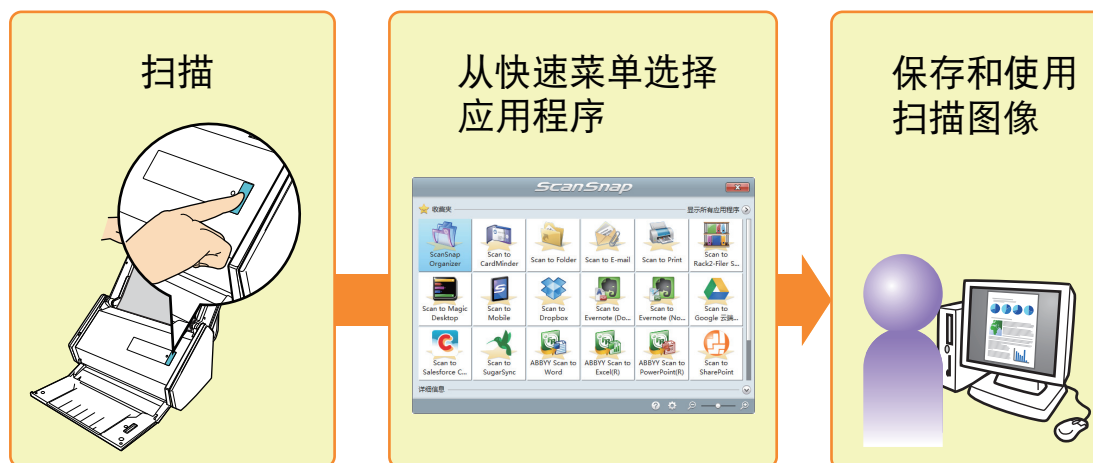 扫描
从快速菜单选择
应用程序
保存和使用
扫描图像
ScanSnap
收藏夹
显示所有应用程序
ScanSnap
Organizer
Scan to
CardMinder
Scan to Folder
Scan to E-mail
Scan to Print
Scan to
Rack2-Filer S...
Scan to Magic
Desktop
Scan to
Mobile
Scan to
Dropbox
Scan to
Evernote (Do...
Scan to
Evernote (No...
Scan to
Google 云端...
Scan to
Salesforce C...
Scan to
SugarSync
ABBYY Scan to
Word
ABBYY Scan to
Excel(R)
ABBYY Scan to
PowerPoint(R)
Scan to
SharePoint
详细信息